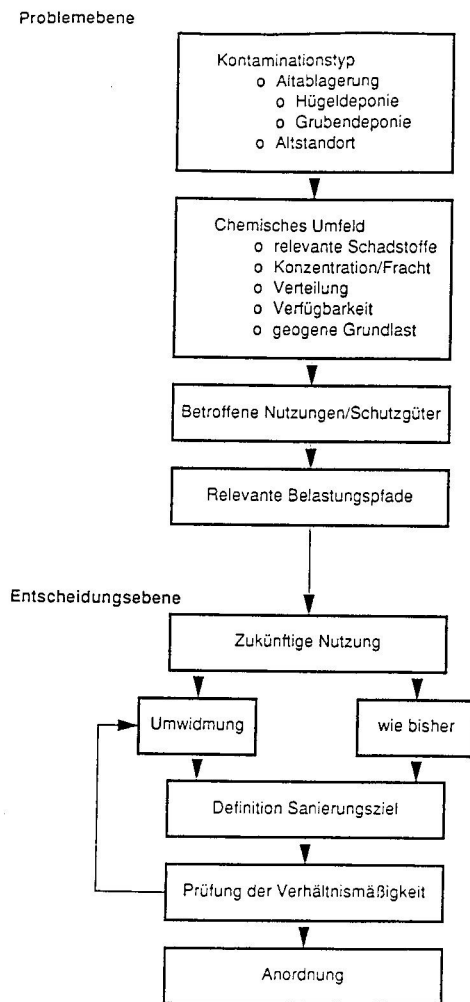 Problemebene
Kontaminationstyp
o Altablagerung
o Hügeldeponie
o Grubendeponie
o Altstandort
Chemisches Umfeld
o relevante Schadstoffe
o Konzentration/Fracht
o Verteilung
o Verfügbarkeit
o geogene Grundlast
Betroffene Nutzungen/Schutzgüter
Relevante Belastungspfade
Entscheidungsebene
Zukünftige Nutzung
Umwidmung
wie bisher
Definition Sanierungsziel
Prüfung der Verhältnismäßigkeit
Anordnung